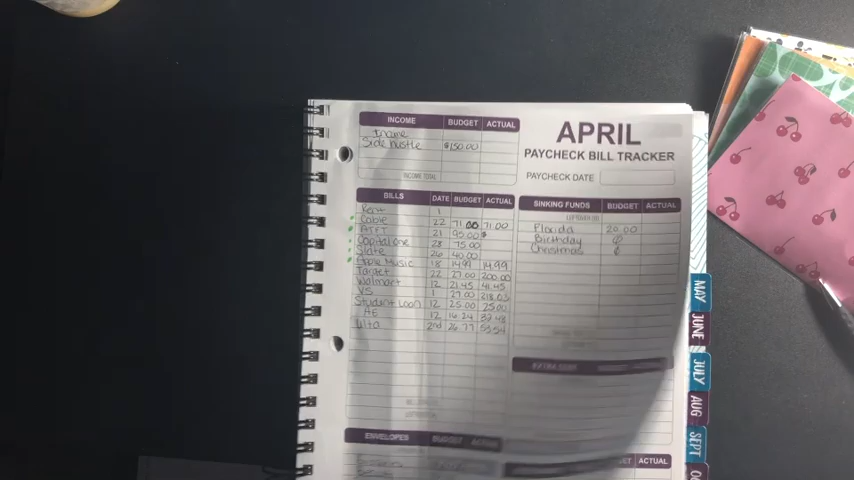 INCOME BUDGET ACTUAL
Income
Side hustle $150.00
INCOME TOTAL
APRIL
PAYCHECK BILL TRACKER
PAYCHECK DATE
BILLS DATE BUDGET ACTUAL
Rent 1
Cable 22 71.00 71.00
AT&T 21 95.00 $
Capital One 28 75.00
Slate 26 40.00
Apple Music 18 14.99 14.99
Target 22 27.00 200.00
Walmart 12 21.45 41.45
VS 1 27.00 218.05
Student Loan 12 25.00 25.00
AE 12 16.24 32.48
Ulta 2nd 26.77 53.54
SINKING FUNDS BUDGET ACTUAL
Florida 20.00
Birthday
Christmas
ENVELOPES BUDGET ACTUAL
ACTUAL
MAY
JUNE
JULY
AUG
SEPT